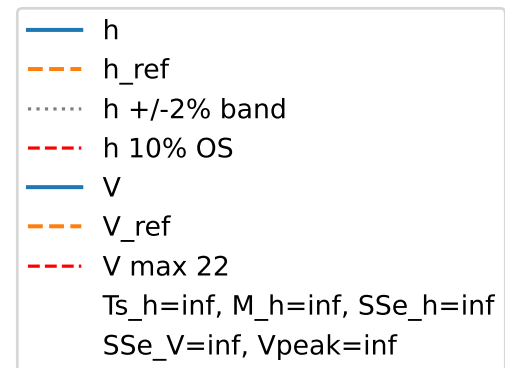 h
h_ref
h +/-2% band
h 10% OS
V
V_ref
V max 22
Ts_h=inf, M_h=inf, SSe_h=inf
SSe_V=inf, Vpeak=inf